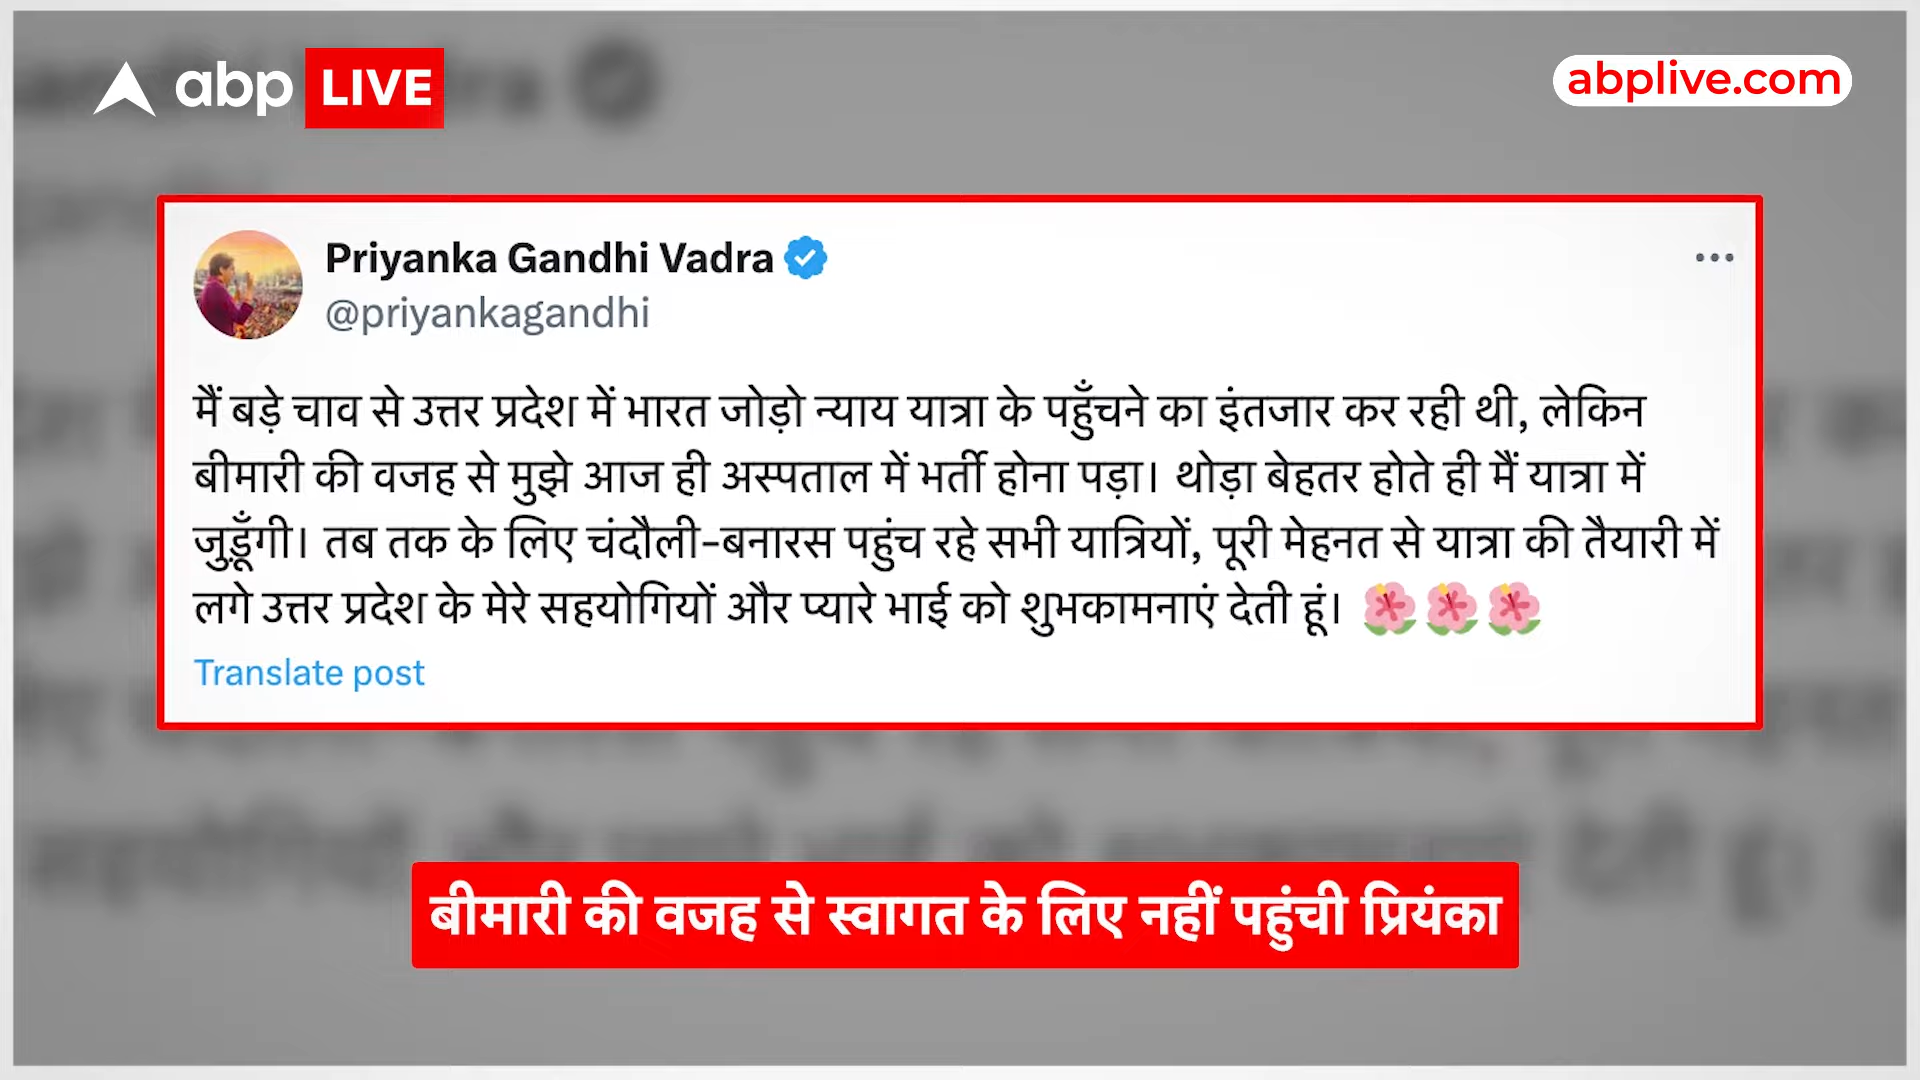 abp LIVE
abplive.com
Priyanka Gandhi Vadra
@priyankagandhi
मैं बड़े चाव से उत्तर प्रदेश में भारत जोड़ो न्याय यात्रा के पहुँचने का इंतजार कर रही थी, लेकिन
बीमारी की वजह से मुझे आज ही अस्पताल में भर्ती होना पड़ा। थोड़ा बेहतर होते ही मैं यात्रा में
जुड़ूँगी। तब तक के लिए चंदौली-बनारस पहुंच रहे सभी यात्रियों, पूरी मेहनत से यात्रा की तैयारी में
लगे उत्तर प्रदेश के मेरे सहयोगियों और प्यारे भाई को शुभकामनाएं देती हूं। 🌺🌺🌺
Translate post
बीमारी की वजह से स्वागत के लिए नहीं पहुंची प्रियंका